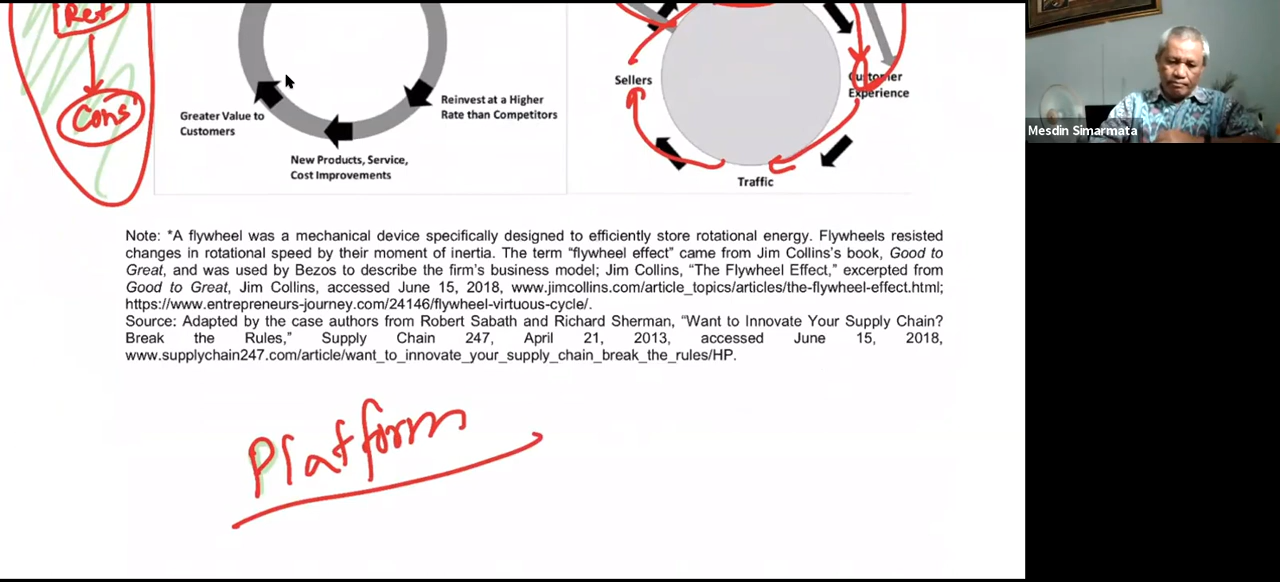 Ret
Cons
Greater Value to
Customers
Reinvest at a Higher
Rate than Competitors
New Products, Service,
Cost Improvements
Sellers
Customer
Experience
Traffic
Mesdin Simarmata
Note: *A flywheel was a mechanical device specifically designed to efficiently store rotational energy. Flywheels resisted
changes in rotational speed by their moment of inertia. The term “flywheel effect” came from Jim Collins’s book, Good to
Great, and was used by Bezos to describe the firm’s business model; Jim Collins, “The Flywheel Effect,” excerpted from
Good to Great, Jim Collins, accessed June 15, 2018, www.jimcollins.com/article_topics/articles/the-flywheel-effect.html;
https://www.entrepreneurs-journey.com/24146/flywheel-virtuous-cycle/.
Source: Adapted by the case authors from Robert Sabath and Richard Sherman, “Want to Innovate Your Supply Chain?
Break the Rules,” Supply Chain 247, April 21, 2013, accessed June 15, 2018,
www.supplychain247.com/article/want_to_innovate_your_supply_chain_break_the_rules/HP.
Platform